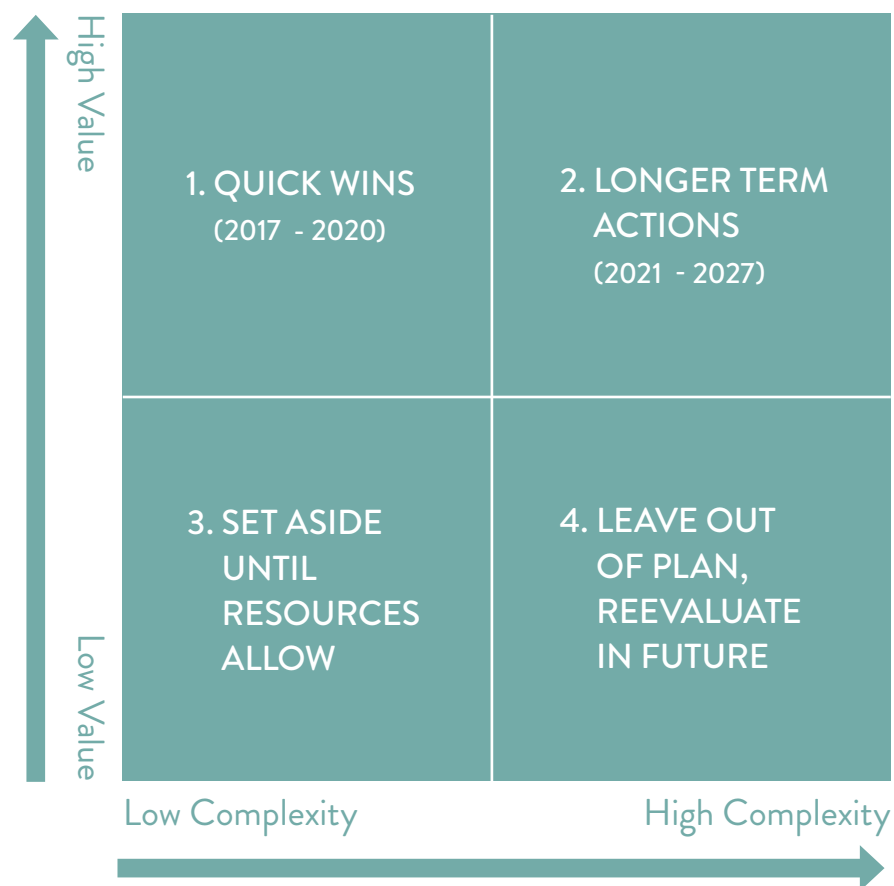 High Value
1. QUICK WINS
(2017 - 2020)
2. LONGER TERM
ACTIONS
(2021 - 2027)
3. SET ASIDE
UNTIL
RESOURCES
ALLOW
4. LEAVE OUT
OF PLAN,
REEVALUATE
IN FUTURE
Low Value
Low Complexity
High Complexity